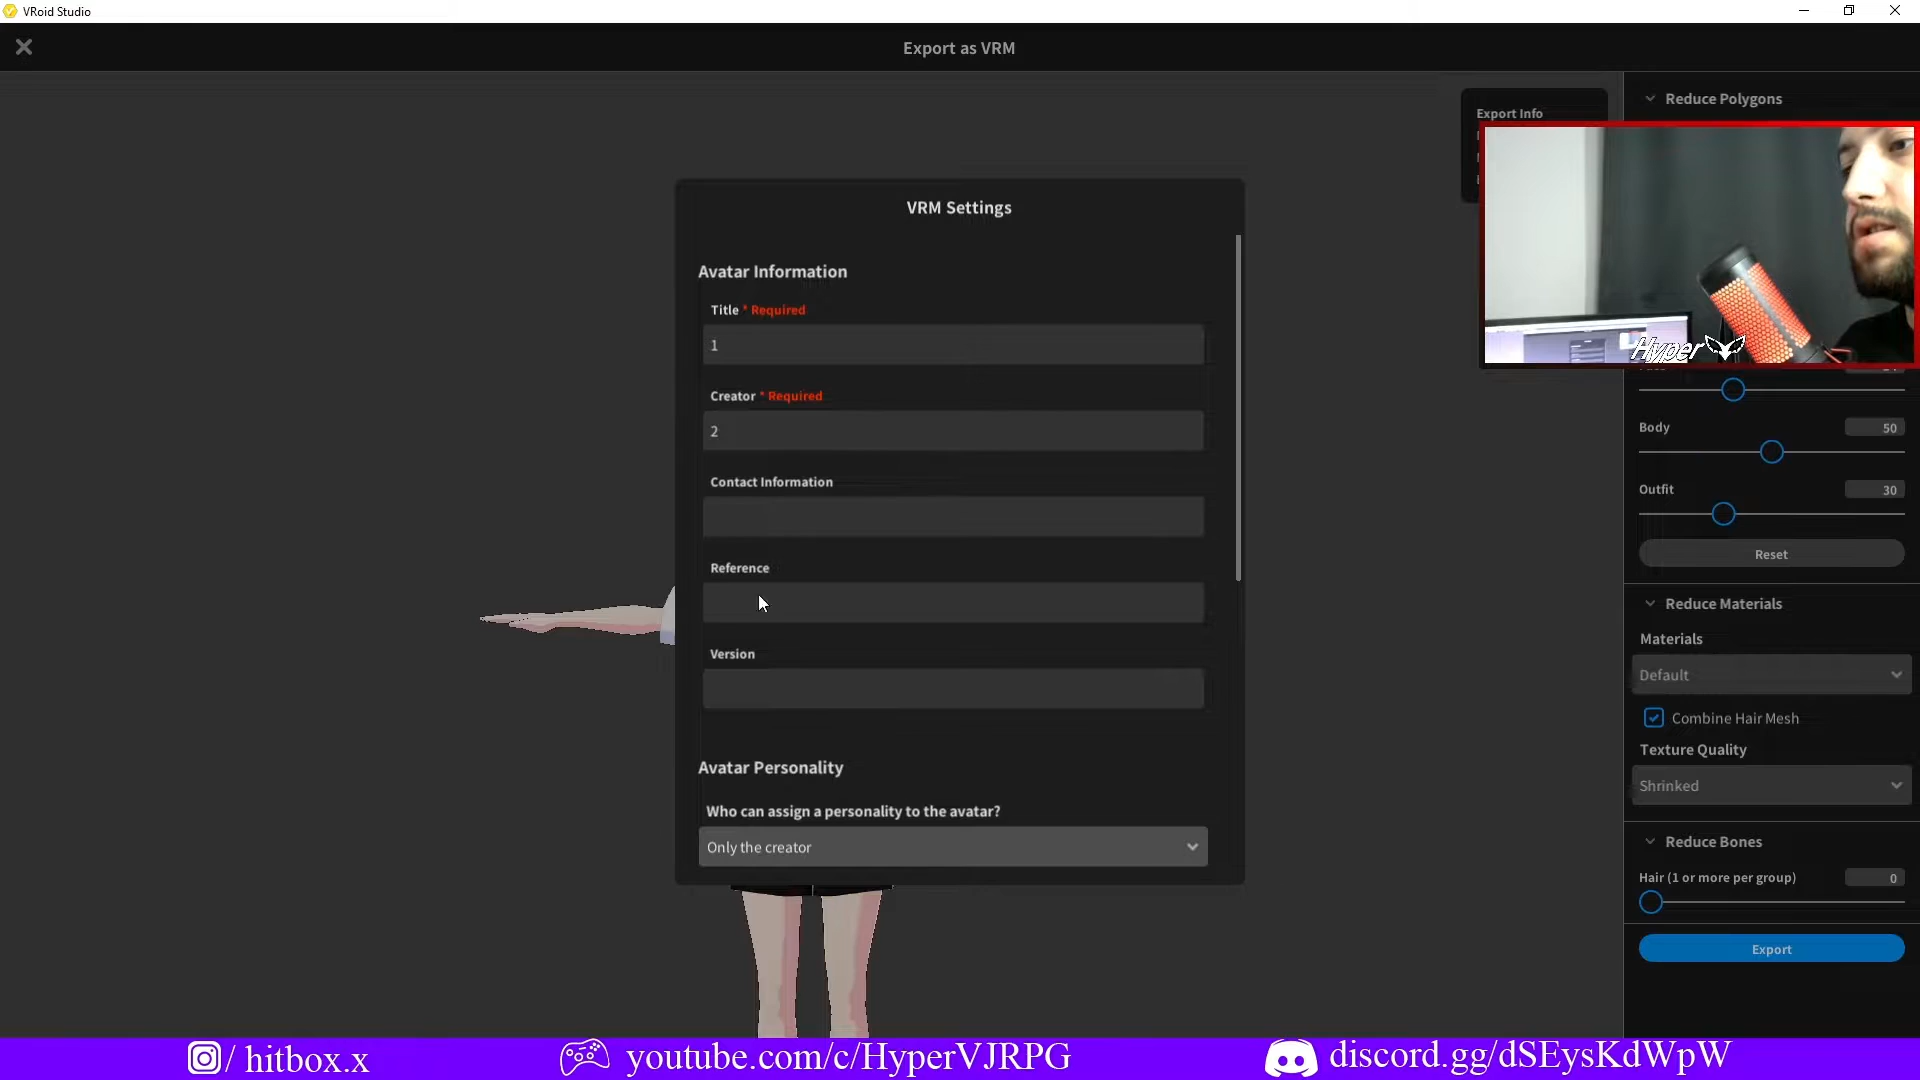 VRoid Studio
Export as VRM
Reduce Polygons
Export Info
VRM Settings
Avatar Information
Title * Required
1
Creator * Required
2
Contact Information
Reference
Version
Avatar Personality
Who can assign a personality to the avatar?
Only the creator
Hyper
Body
50
Outfit
30
Reset
Reduce Materials
Materials
Default
Combine Hair Mesh
Texture Quality
Shrinked
Reduce Bones
Hair (1 or more per group)
0
Export
/ hitbox.x
youtube.com/c/HyperVJRPG
discord.gg/dSEysKdWpW